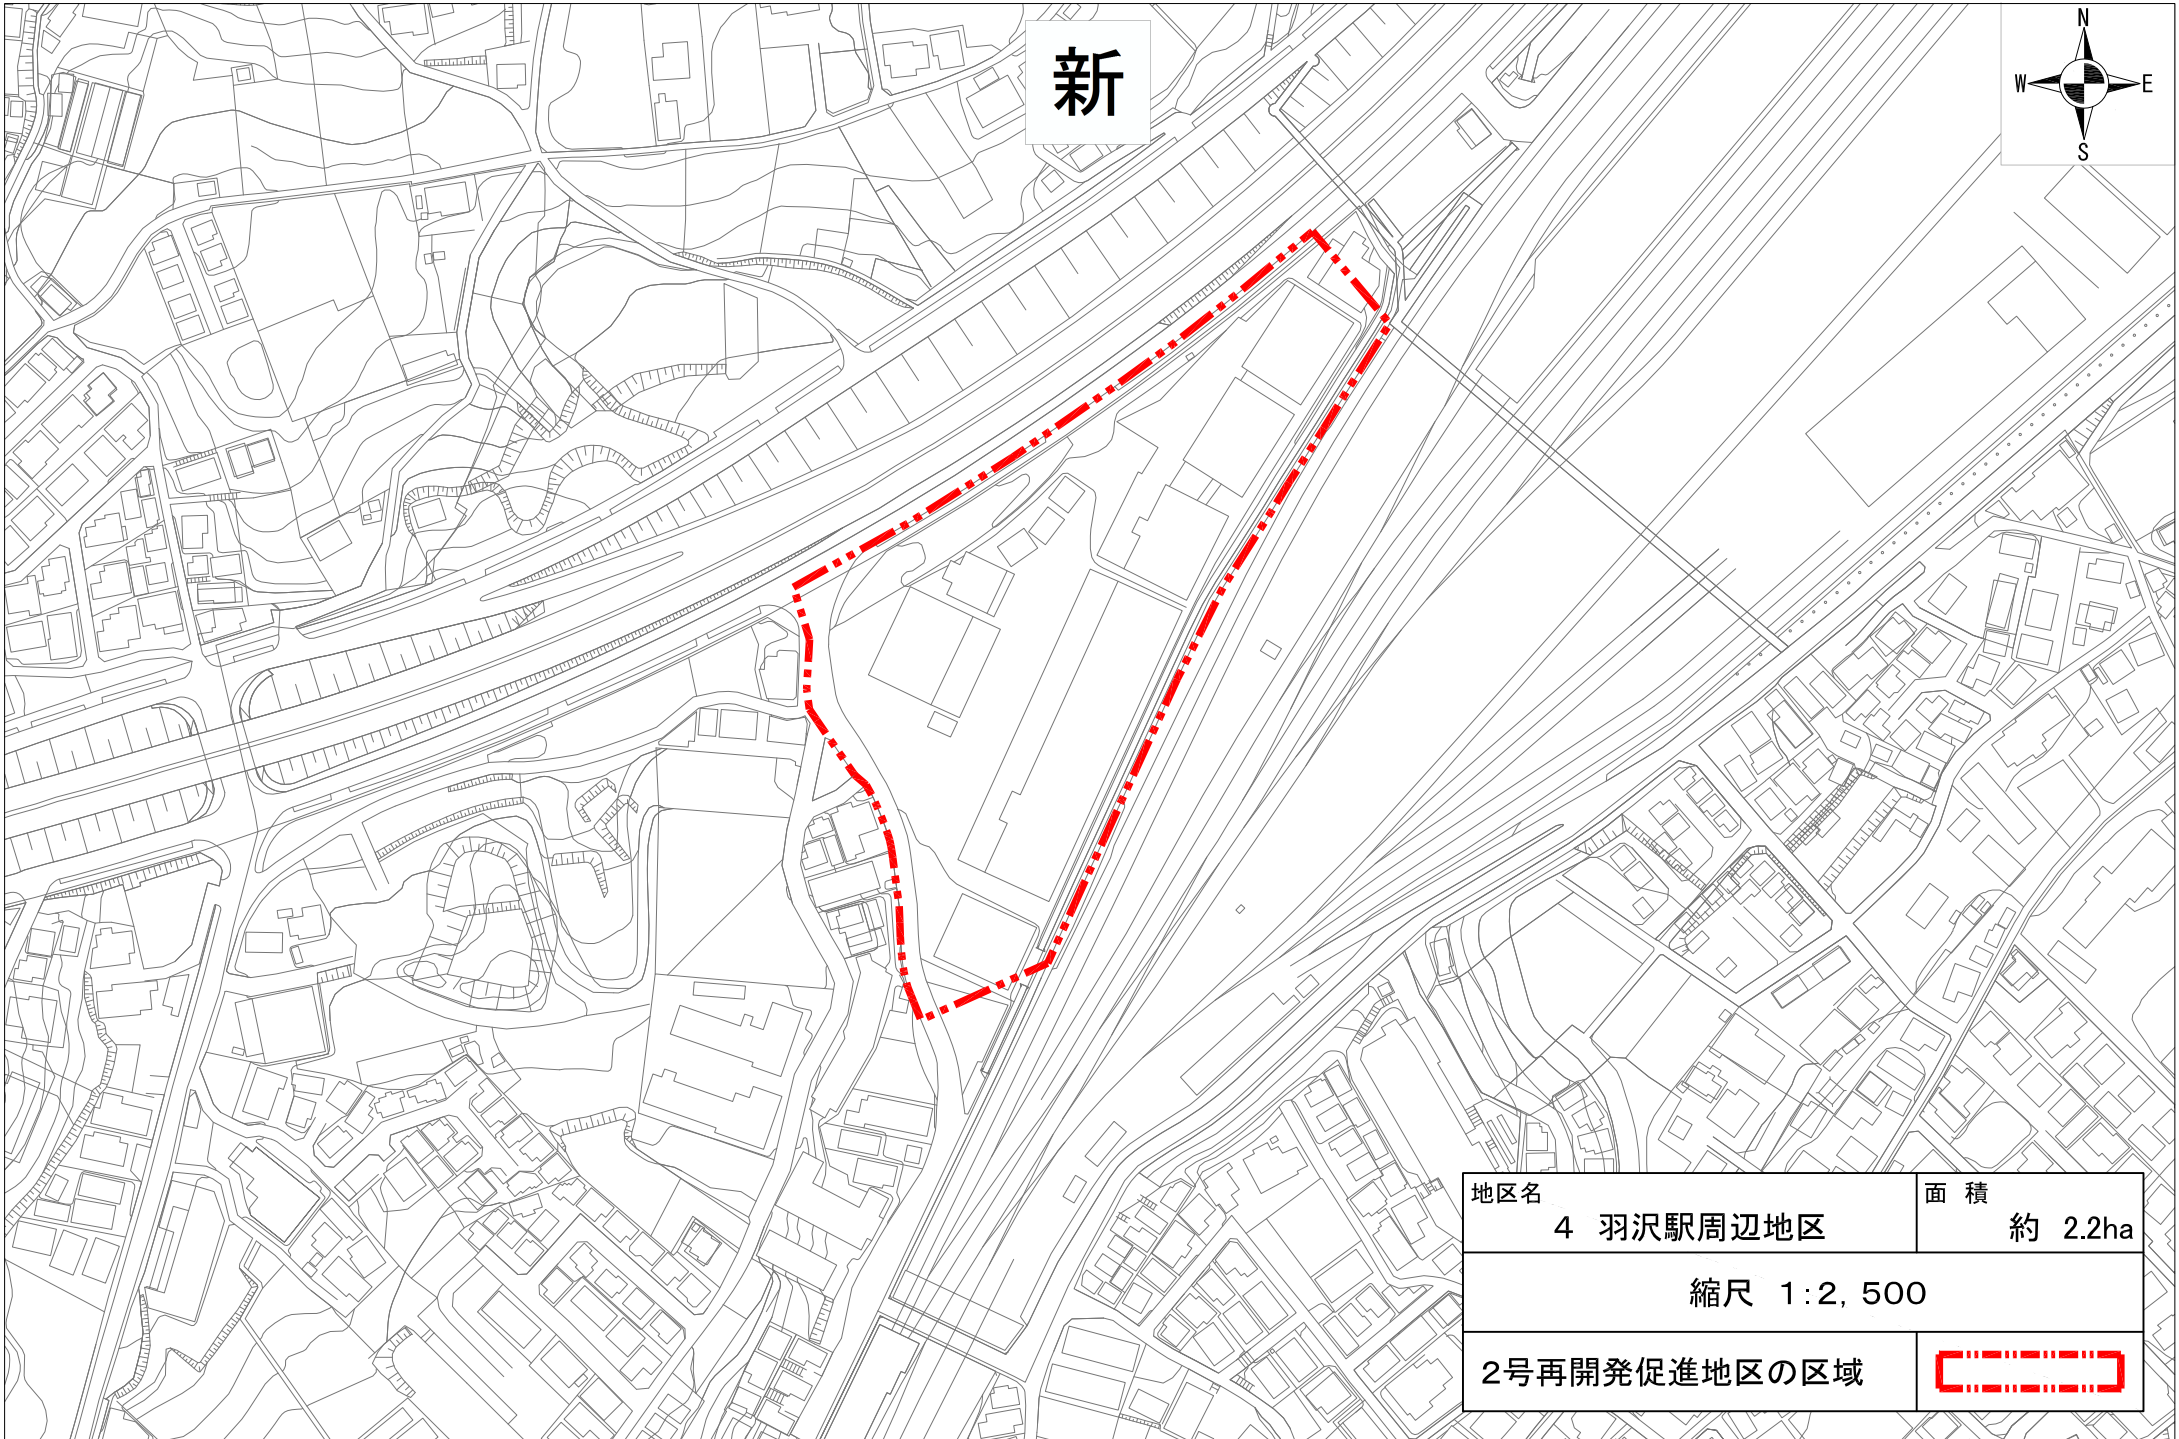 新
N
W E
S
地区名
4 羽沢駅周辺地区
面 積
約 2.2ha
縮尺 1:2,500
2号再開発促進地区の区域